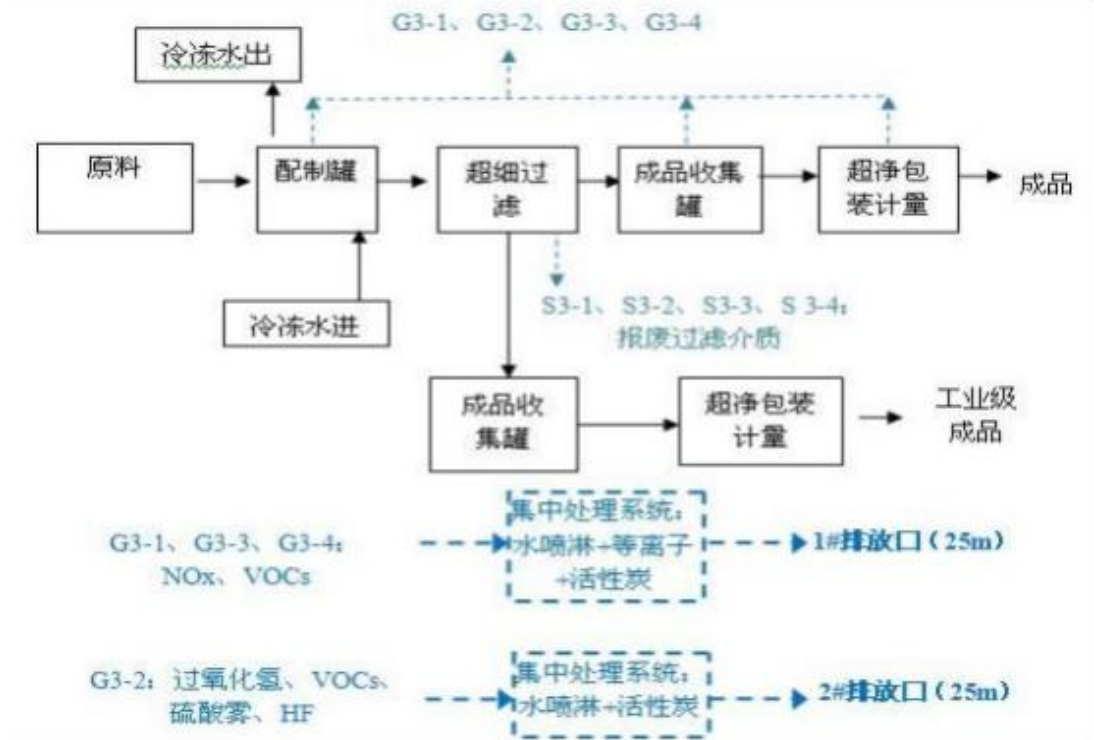 G3-1、G3-2、G3-3、G3-4
冷冻水出
原料
配制罐
超细过
滤
成品收集
罐
超净包
装计量
成品
冷冻水进
S3-1、S3-2、S3-3、S 3-4：
报废过滤介质
成品收
集罐
超净包装
计量
工业级
成品
G3-1、G3-3、G3-4：
NOx、VOCs
集中处理系统：
水喷淋+等离子
+活性炭
1#排放口（25m）
G3-2：过氧化氢、VOCs、
硫酸雾、HF
集中处理系统：
水喷淋+活性炭
2#排放口（25m）